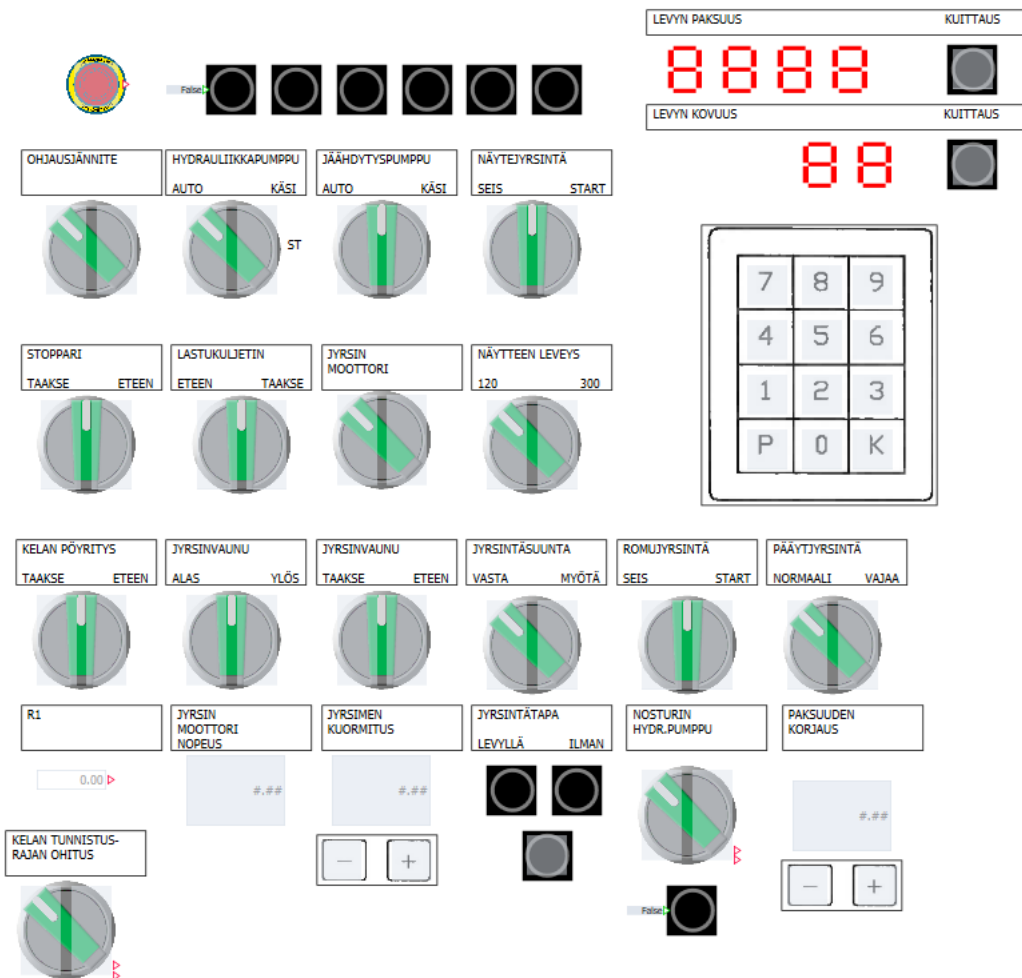 LEVYN PAKSUUS KUITTAUS
8888
False
LEVYN KOVUUS KUITTAUS
88
OHJAUSJÄNNITE
HYDRAULIIKKAPUMPPU
AUTO KÄSI
JÄÄHDYTYSPUMPPU
AUTO KÄSI
NÄYTEJYRSINTÄ
SEIS START
ST
7 8 9
4 5 6
1 2 3
P 0 K
STOPPARI
TAAKSE ETEEN
LASTUKULJETIN
ETEEN TAAKSE
JYRSIN
MOOTTORI
NÄYTTEEN LEVEYS
120 300
KELAN PÖYRITYS
TAAKSE ETEEN
JYRSINVAUNU
ALAS YLÖS
JYRSINVAUNU
TAAKSE ETEEN
JYRSINTÄSUUNTA
VASTA MYÖTÄ
ROMUJYRSINTÄ
SEIS START
PÄÄYTJYRSINTÄ
NORMAALI VAJAA
R1
0.00
JYRSIN
MOOTTORI
NOPEUS
#.##
JYRSIMEN
KUORMITUS
#.##
− +
JYRSINTÄTAPA
LEVYLLÄ ILMAN
NOSTURIN
HYDR.PUMPPU
False
PAKSUUDEN
KORJAUS
#.##
− +
KELAN TUNNISTUS-
RAJAN OHITUS